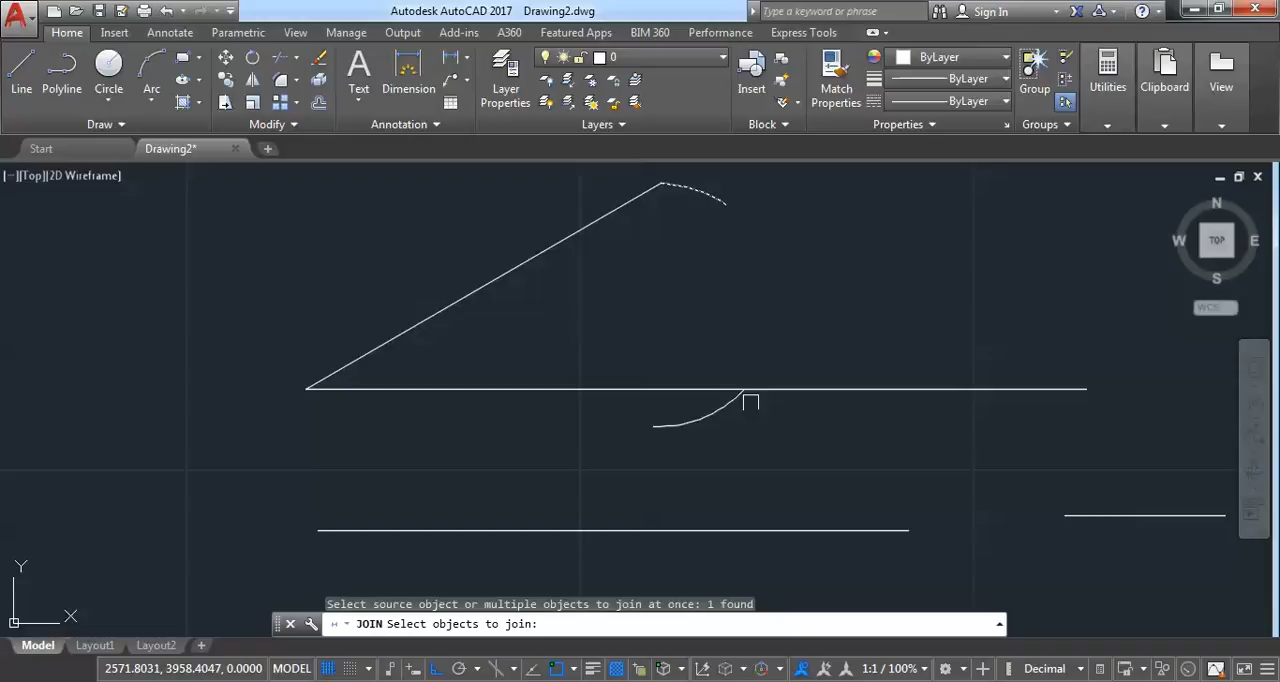 Autodesk AutoCAD 2017 Drawing2.dwg
Type a keyword or phrase
Sign In
Home Insert Annotate Parametric View Manage Output Add-ins A360 Featured Apps BIM 360 Performance Express Tools
Line Polyline Circle Arc
Text Dimension
Layer Properties
0
Insert
Match Properties
ByLayer
ByLayer
ByLayer
Group
Utilities
Clipboard
View
Draw Modify Annotation Layers Block Properties Groups
Start Drawing2*
[−][Top][2D Wireframe]
N
W TOP E
S
WCS
Y
X
Select source object or multiple objects to join at once: 1 found
JOIN Select objects to join:
Model Layout1 Layout2
2571.8031, 3958.4047, 0.0000 MODEL 1:1 / 100% Decimal